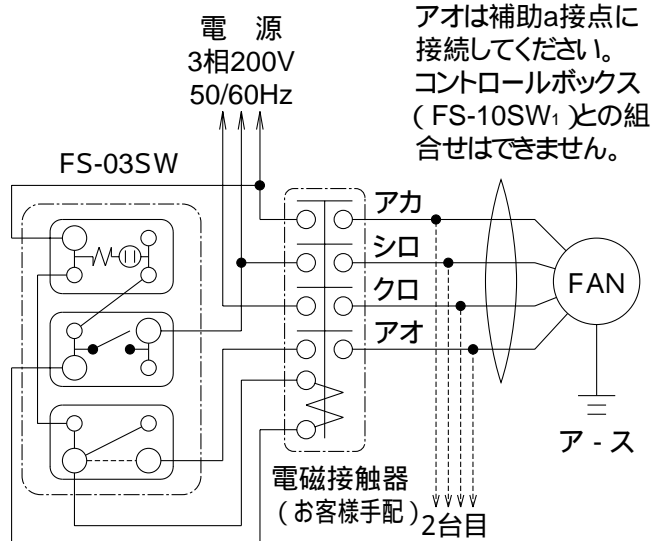 電 源
3相200V
50/60Hz
アオは補助a接点に
接続してください。
コントロールボックス
( FS-10SW₁ )との組
合せはできません。
FS-03SW
アカ
シロ
クロ
アオ
FAN
ア - ス
電磁接触器
( お客様手配 )
2台目